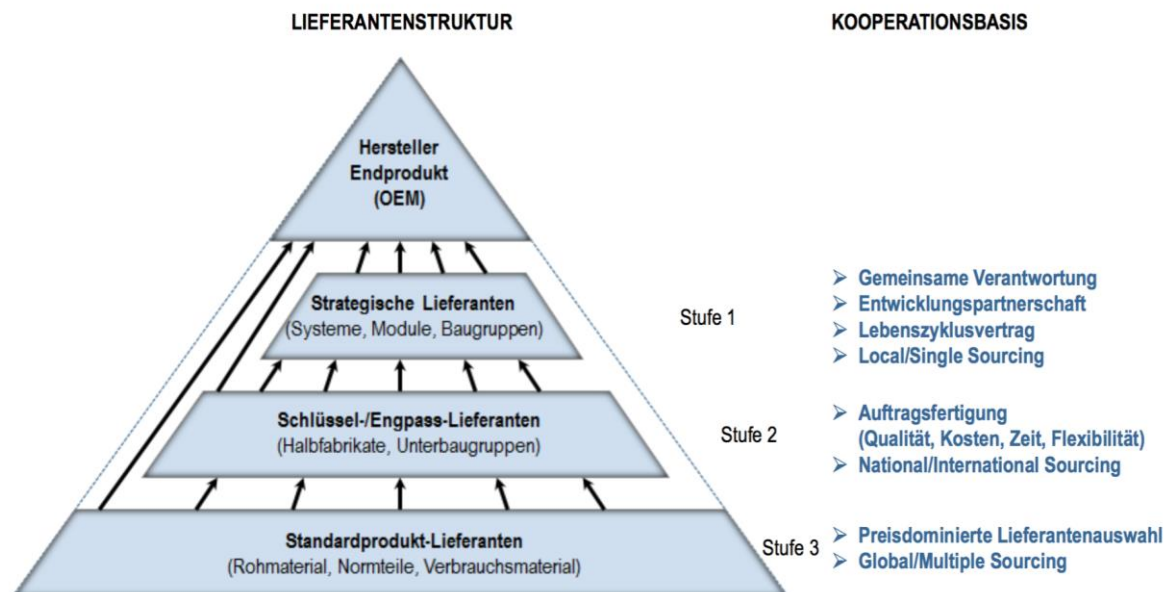 LIEFERANTENSTRUKTUR
KOOPERATIONSBASIS
Hersteller
Endprodukt
(OEM)
Strategische Lieferanten
(Systeme, Module, Baugruppen)
Stufe 1
➢ Gemeinsame Verantwortung
➢ Entwicklungspartnerschaft
➢ Lebenszyklusvertrag
➢ Local/Single Sourcing
Schlüssel-/Engpass-Lieferanten
(Halbfabrikate, Unterbaugruppen)
Stufe 2
➢ Auftragsfertigung
(Qualität, Kosten, Zeit, Flexibilität)
➢ National/International Sourcing
Standardprodukt-Lieferanten
(Rohmaterial, Normteile, Verbrauchsmaterial)
Stufe 3
➢ Preisdominierte Lieferantenauswahl
➢ Global/Multiple Sourcing